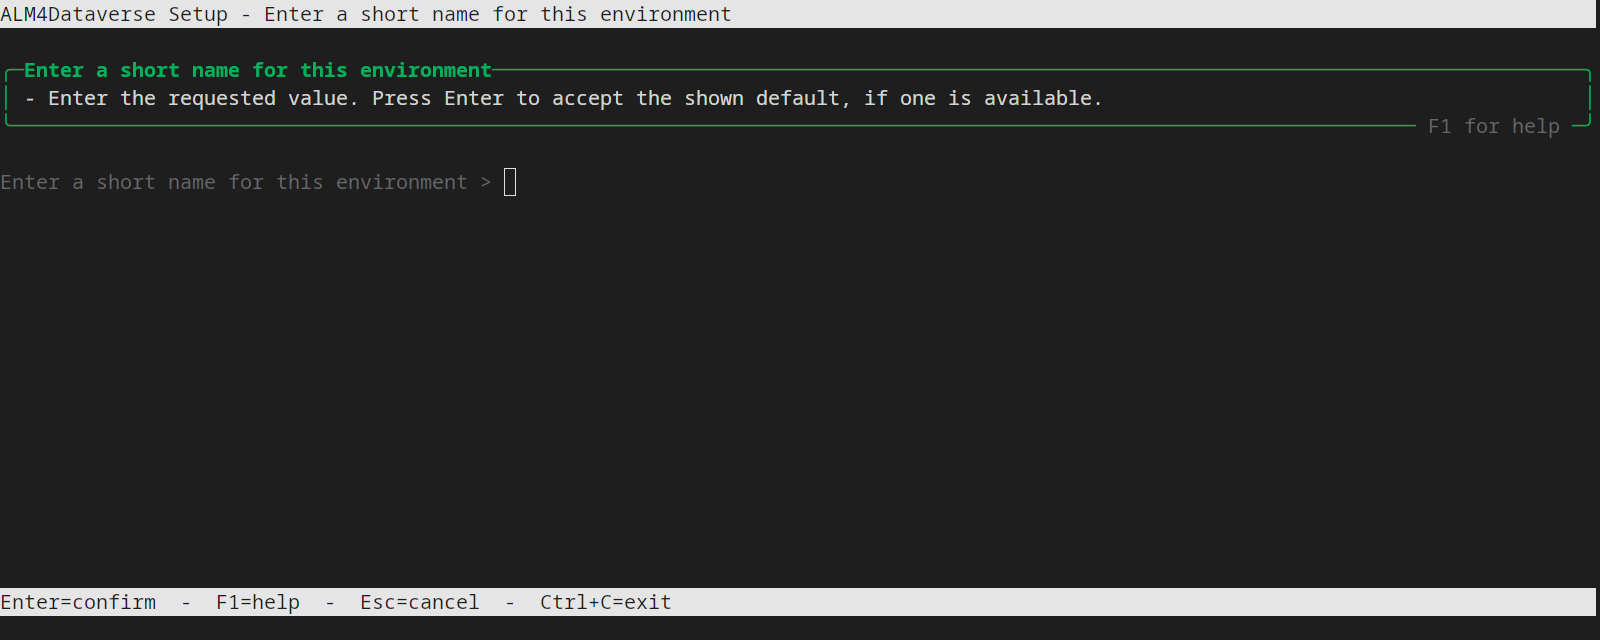 ALM4Dataverse Setup - Enter a short name for this environment
Enter a short name for this environment
- Enter the requested value. Press Enter to accept the shown default, if one is available.
F1 for help
Enter a short name for this environment >
Enter=confirm  -  F1=help  -  Esc=cancel  -  Ctrl+C=exit